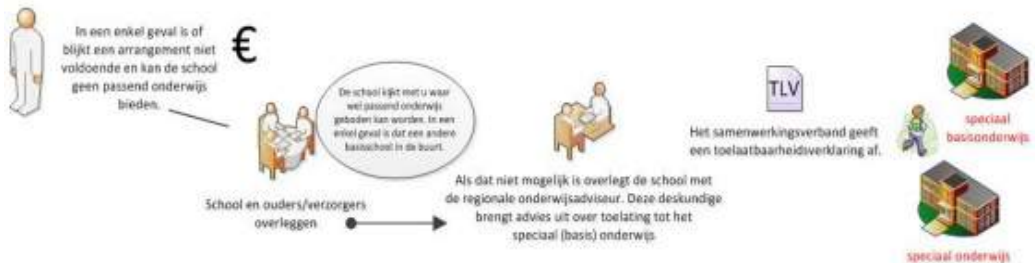 In een enkel geval is of
blijkt een arrangement niet
voldoende en kan de school
geen passend onderwijs
bieden.
€
De school kijkt met u waar
wel passend onderwijs
geboden kan worden. In een
enkel geval is dat een andere
basisschool in de buurt.
School en ouders/verzorgers
overleggen
Als dat niet mogelijk is overlegt de school met
de regionale onderwijsadviseur. Deze deskundige
brengt advies uit over toelating tot het
speciaal (basis) onderwijs
TLV
Het samenwerkingsverband geeft
een toelaatbaarheidsverklaring af.
speciaal
basisonderwijs
speciaal onderwijs